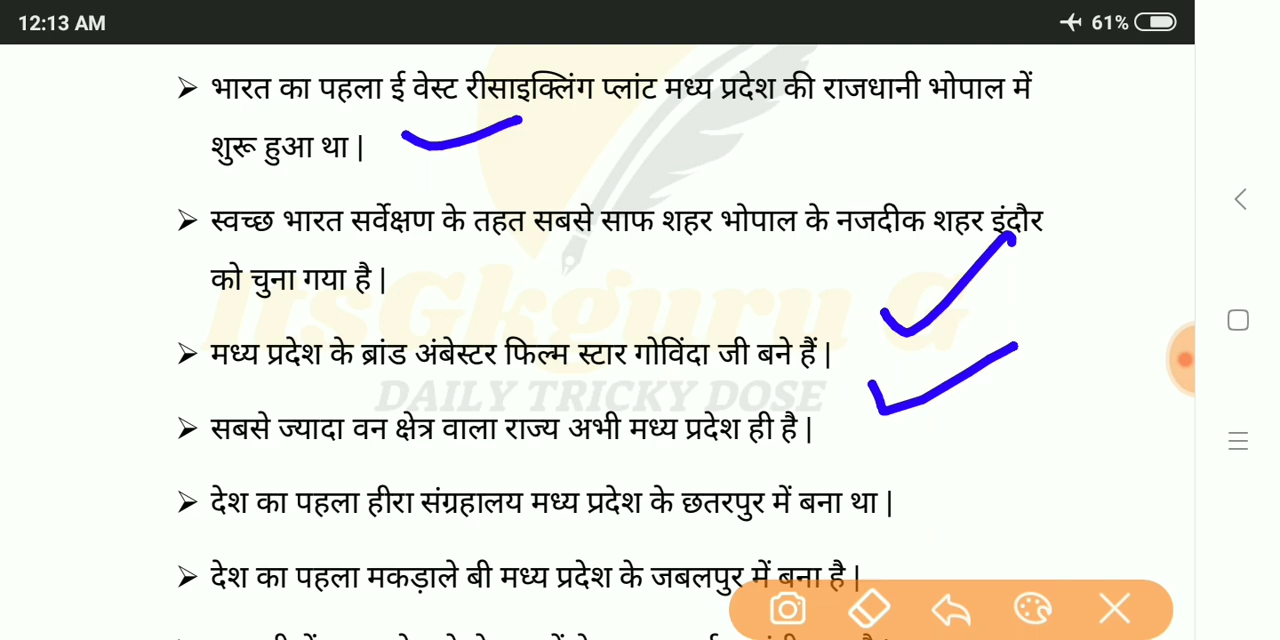 12:13 AM 61%
➢ भारत का पहला ई वेस्ट रीसाइक्लिंग प्लांट मध्य प्रदेश की राजधानी भोपाल में
शुरू हुआ था |
➢ स्वच्छ भारत सर्वेक्षण के तहत सबसे साफ शहर भोपाल के नजदीक शहर इंदौर
को चुना गया है |
ItsGkguru G
➢ मध्य प्रदेश के ब्रांड अंबेस्टर फिल्म स्टार गोविंदा जी बने हैं |
DAILY TRICKY DOSE
➢ सबसे ज्यादा वन क्षेत्र वाला राज्य अभी मध्य प्रदेश ही है |
➢ देश का पहला हीरा संग्रहालय मध्य प्रदेश के छतरपुर में बना था |
➢ देश का पहला मकड़ाले बी मध्य प्रदेश के जबलपुर में बना है |